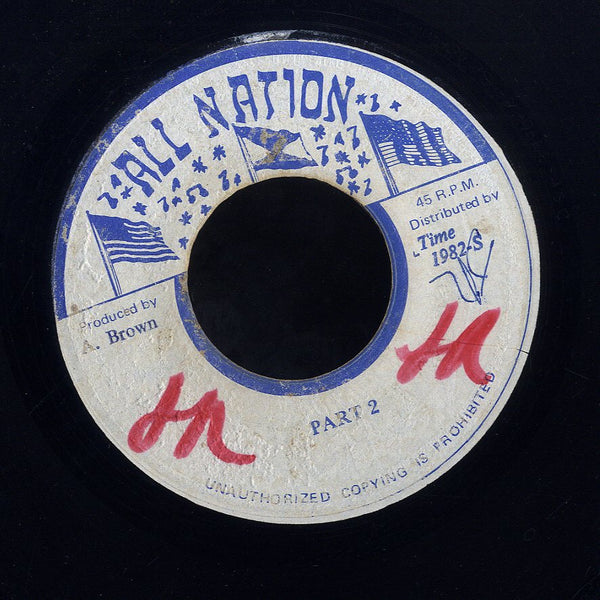 ALL NATION
45 R.P.M.
Distributed by
Time
1982-S
Produced by
A. Brown
PART 2
UNAUTHORIZED COPYING IS PROHIBITED